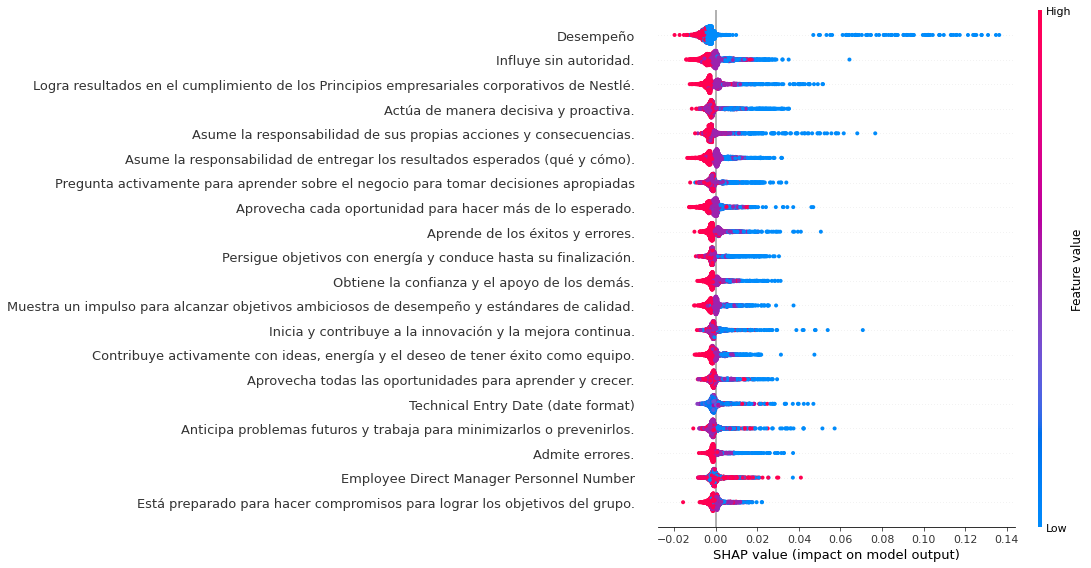 High
Desempeño
Influye sin autoridad.
Logra resultados en el cumplimiento de los Principios empresariales corporativos de Nestlé.
Actúa de manera decisiva y proactiva.
Asume la responsabilidad de sus propias acciones y consecuencias.
Asume la responsabilidad de entregar los resultados esperados (qué y cómo).
Pregunta activamente para aprender sobre el negocio para tomar decisiones apropiadas
Aprovecha cada oportunidad para hacer más de lo esperado.
Aprende de los éxitos y errores.
Persigue objetivos con energía y conduce hasta su finalización.
Obtiene la confianza y el apoyo de los demás.
Muestra un impulso para alcanzar objetivos ambiciosos de desempeño y estándares de calidad.
Inicia y contribuye a la innovación y la mejora continua.
Contribuye activamente con ideas, energía y el deseo de tener éxito como equipo.
Aprovecha todas las oportunidades para aprender y crecer.
Technical Entry Date (date format)
Anticipa problemas futuros y trabaja para minimizarlos o prevenirlos.
Admite errores.
Employee Direct Manager Personnel Number
Está preparado para hacer compromisos para lograr los objetivos del grupo.
Feature value
Low
−0.02 0.00 0.02 0.04 0.06 0.08 0.10 0.12 0.14
SHAP value (impact on model output)